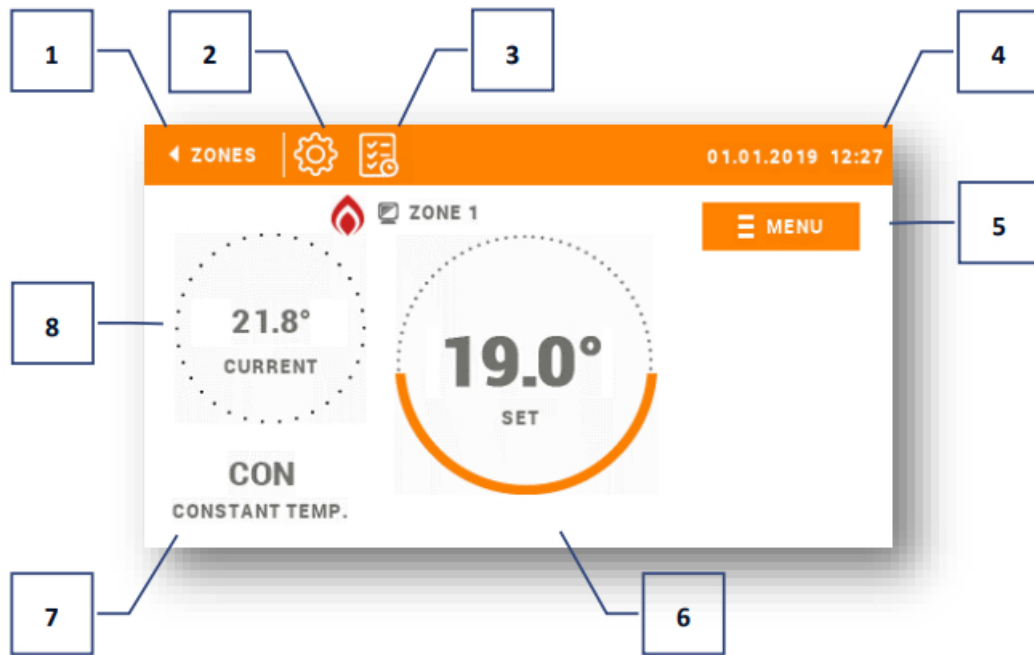 1
2
3
4
ZONES
01.01.2019 12:27
ZONE 1
MENU
5
8
21.8°
CURRENT
19.0°
SET
CON
CONSTANT TEMP.
7
6